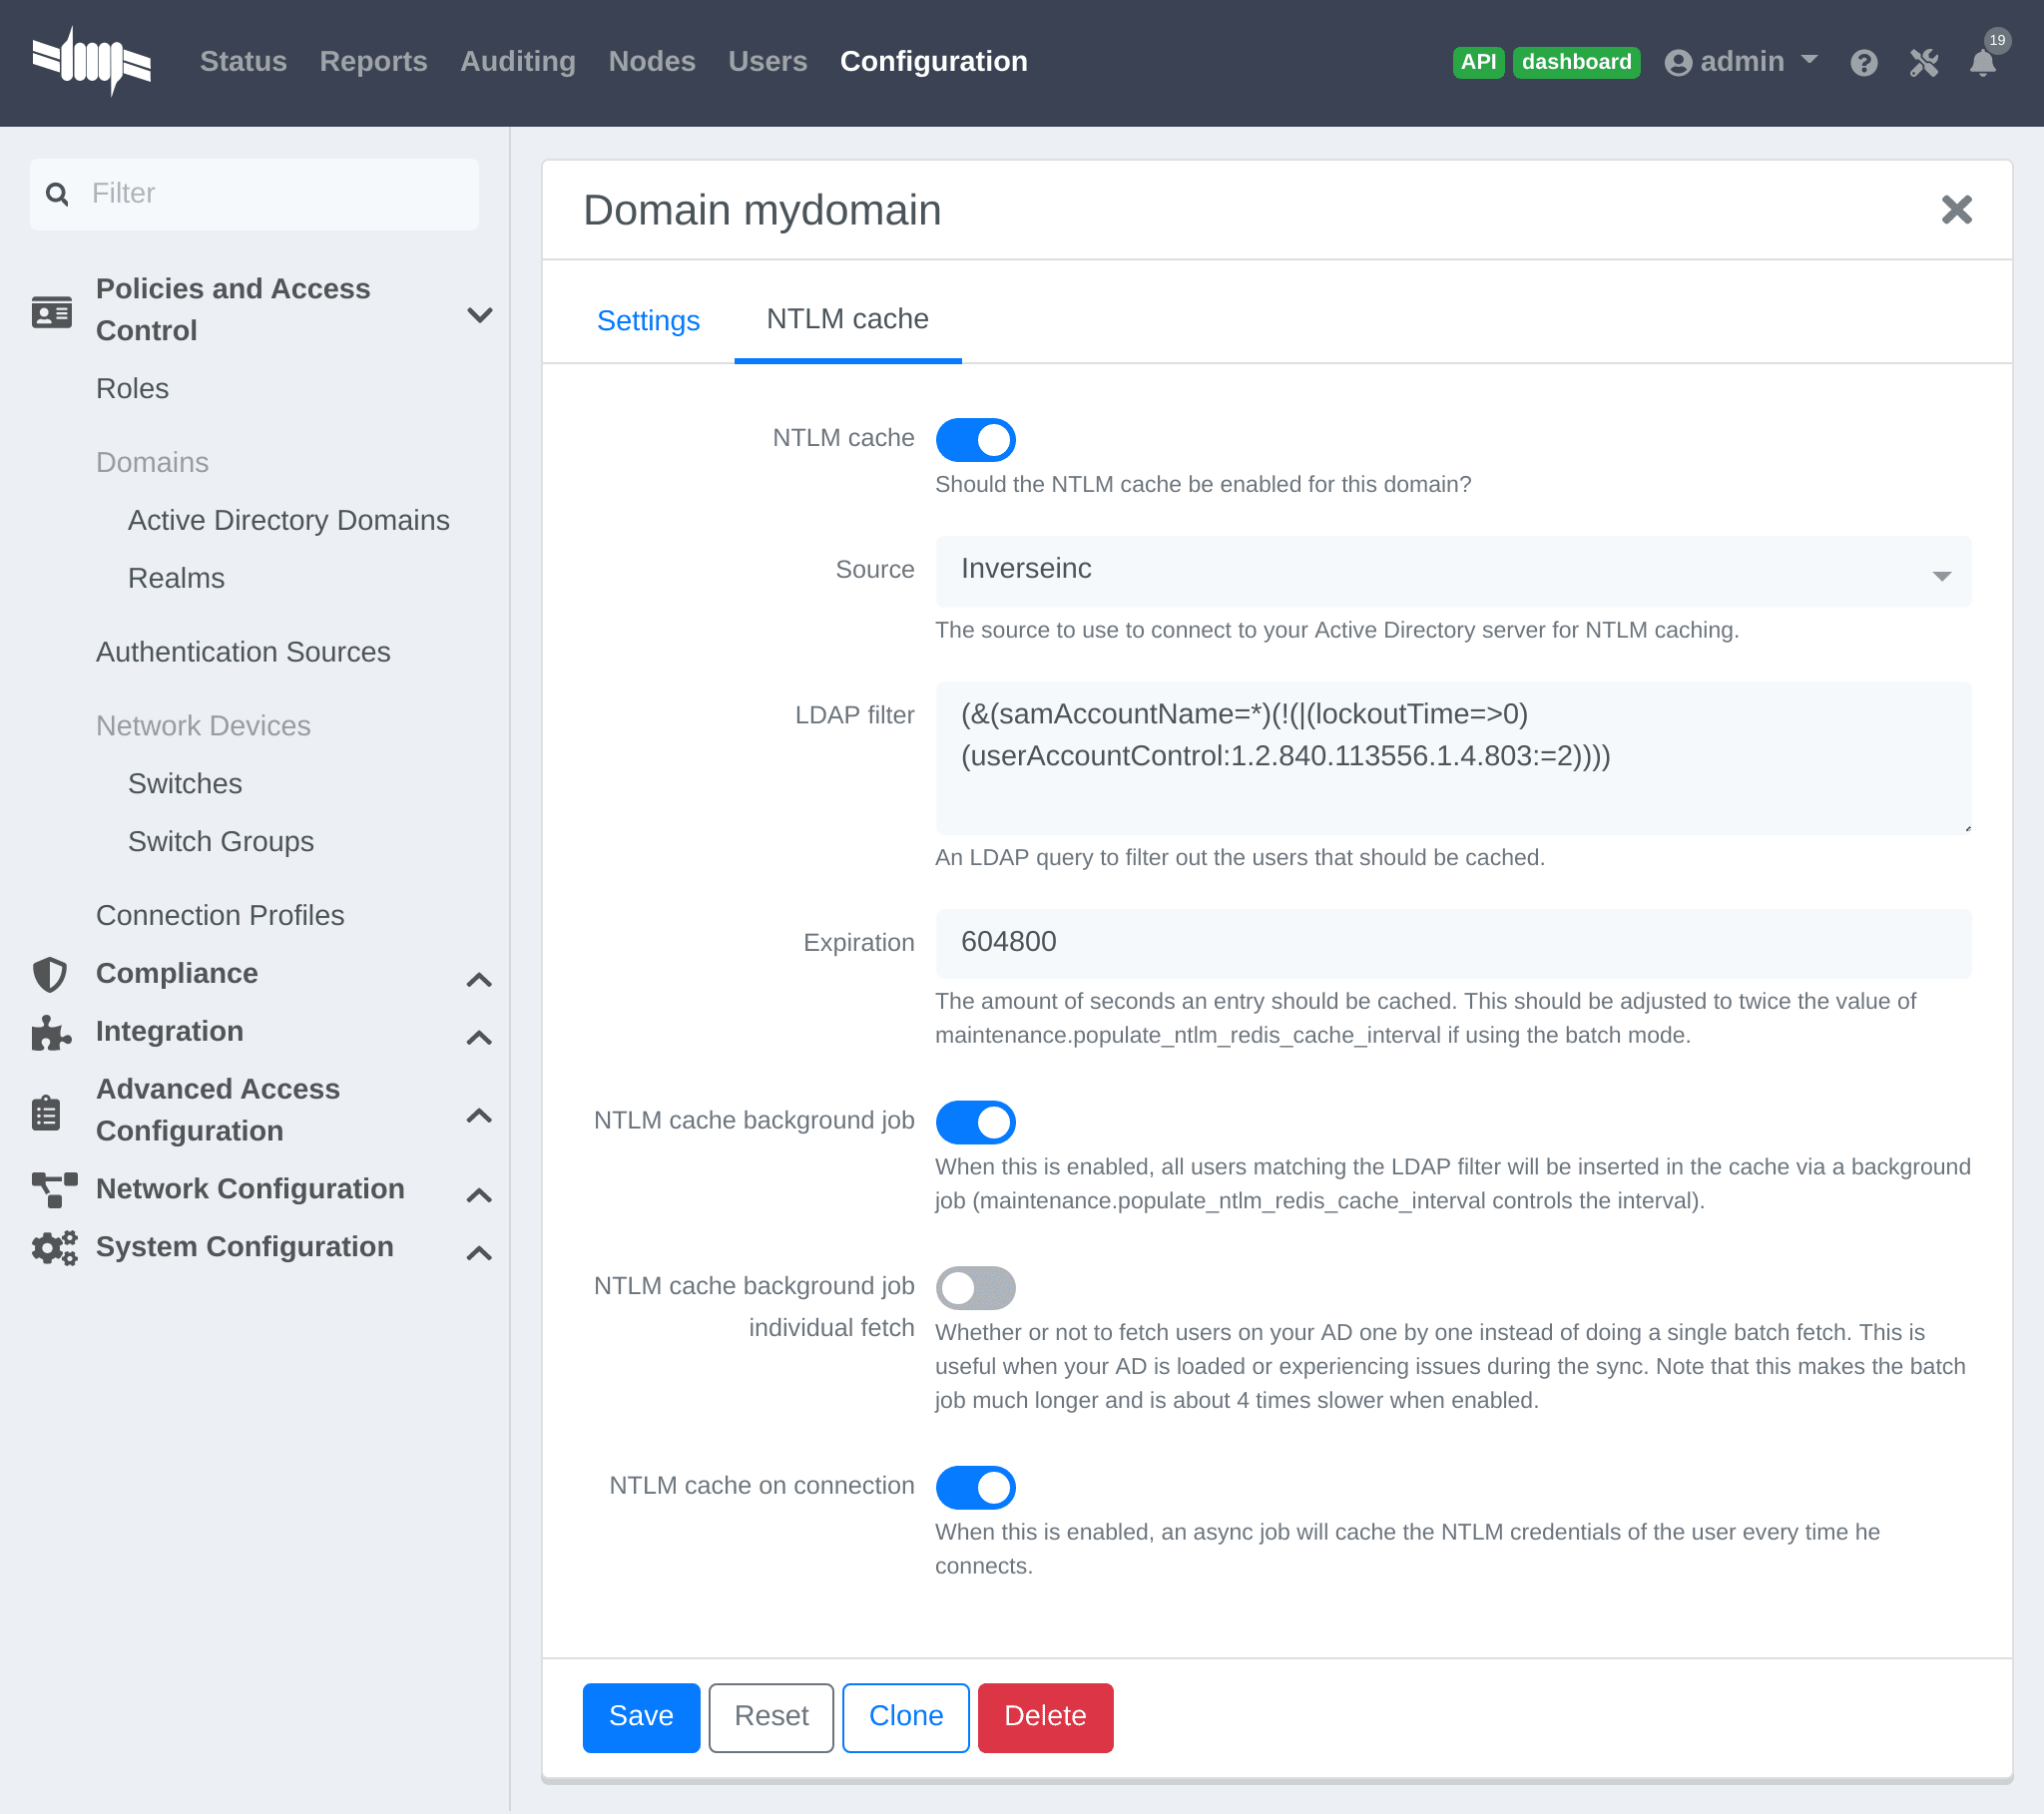 Status Reports Auditing Nodes Users Configuration API dashboard admin 19
Filter
Policies and Access
Control
Roles
Domains
Active Directory Domains
Realms
Authentication Sources
Network Devices
Switches
Switch Groups
Connection Profiles
Compliance
Integration
Advanced Access
Configuration
Network Configuration
System Configuration
Domain mydomain
Settings NTLM cache
NTLM cache
Should the NTLM cache be enabled for this domain?
Source Inverseinc
The source to use to connect to your Active Directory server for NTLM caching.
LDAP filter (&(samAccountName=*)(!(|(lockoutTime=>0)
(userAccountControl:1.2.840.113556.1.4.803:=2))))
An LDAP query to filter out the users that should be cached.
Expiration 604800
The amount of seconds an entry should be cached. This should be adjusted to twice the value of
maintenance.populate_ntlm_redis_cache_interval if using the batch mode.
NTLM cache background job
When this is enabled, all users matching the LDAP filter will be inserted in the cache via a background
job (maintenance.populate_ntlm_redis_cache_interval controls the interval).
NTLM cache background job
individual fetch
Whether or not to fetch users on your AD one by one instead of doing a single batch fetch. This is
useful when your AD is loaded or experiencing issues during the sync. Note that this makes the batch
job much longer and is about 4 times slower when enabled.
NTLM cache on connection
When this is enabled, an async job will cache the NTLM credentials of the user every time he
connects.
Save Reset Clone Delete